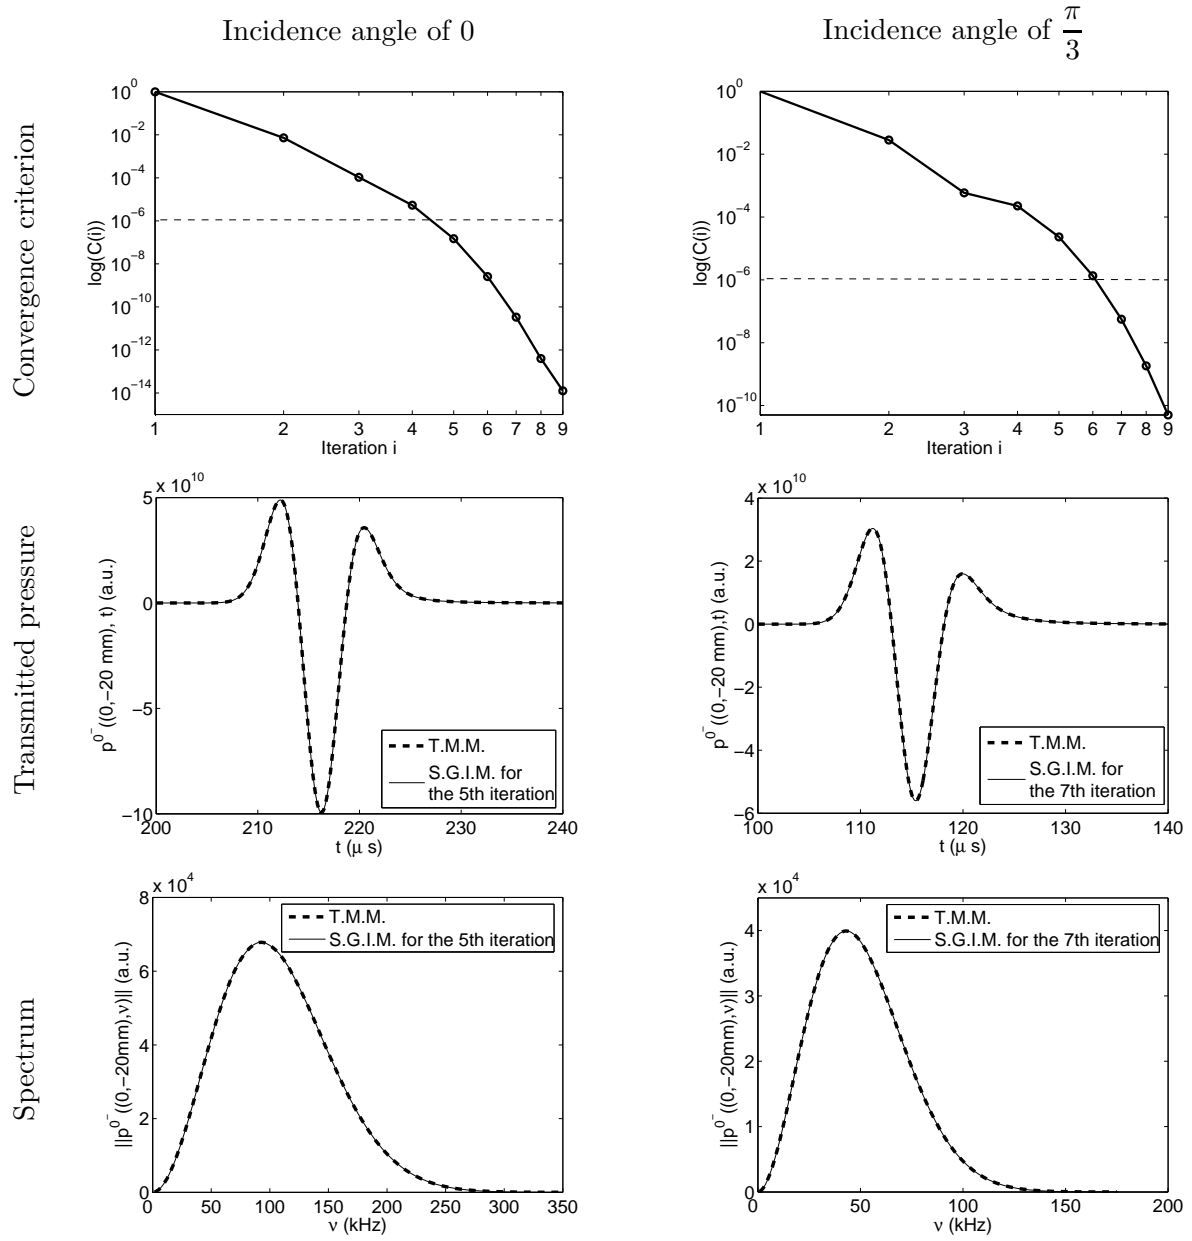 Incidence angle of 0
Incidence angle of π/3
Convergence criterion
log(C(i))
10^0
10^−2
10^−4
10^−6
10^−8
10^−10
10^−12
10^−14
1 2 3 4 5 6 7 8 9
Iteration i
log(C(i))
10^0
10^−2
10^−4
10^−6
10^−8
10^−10
1 2 3 4 5 6 7 8 9
Iteration i
Transmitted pressure
p^0^− ((0,−20 mm), t) (a.u.)
x 10^10
5
0
−5
−10
200 210 220 230 240
t (μ s)
T.M.M.
S.G.I.M. for
the 5th iteration
p^0^− ((0,−20 mm),t) (a.u.)
x 10^10
4
2
0
−2
−4
−6
100 110 120 130 140
t (μ s)
T.M.M.
S.G.I.M. for
the 7th iteration
Spectrum
||p^0^− ((0,−20mm),ν)|| (a.u.)
x 10^4
8
6
4
2
0
0 50 100 150 200 250 300 350
ν (kHz)
T.M.M.
S.G.I.M. for the 5th iteration
||p^0^− ((0,−20mm),ν)|| (a.u.)
x 10^4
4
3
2
1
0
0 50 100 150 200
ν (kHz)
T.M.M.
S.G.I.M. for the 7th iteration